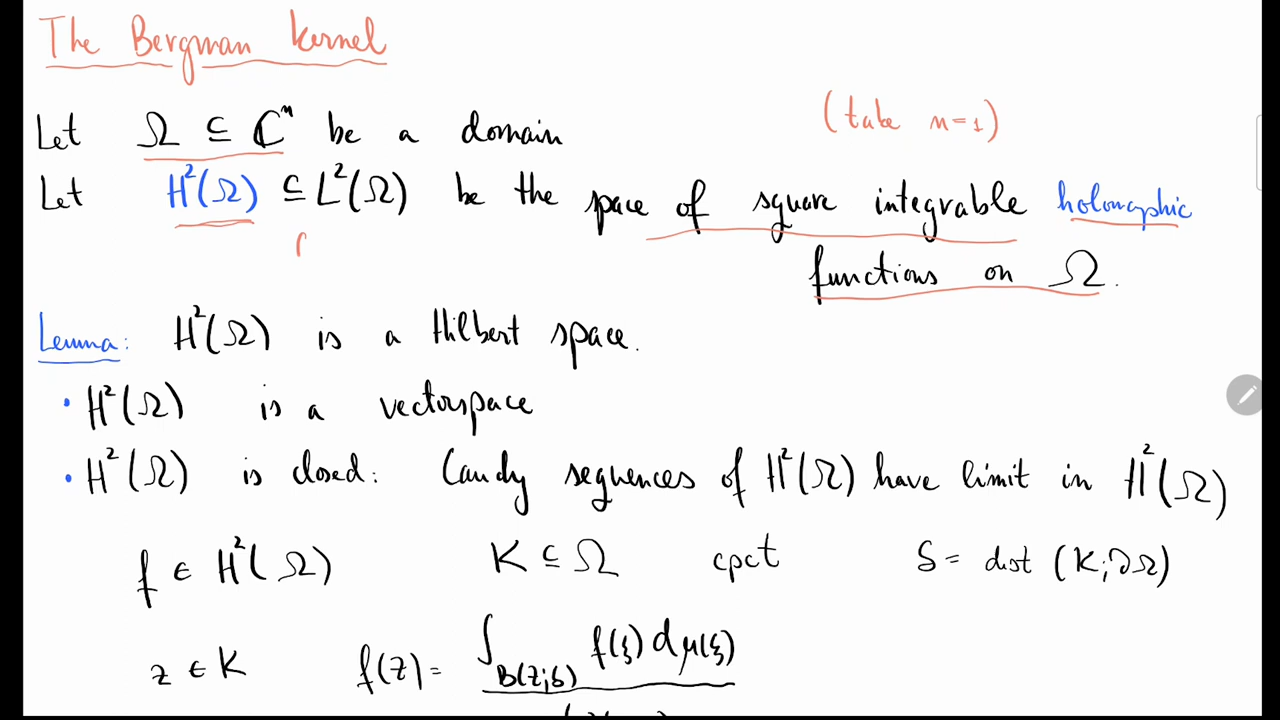 The Bergman Kernel
Let Ω ⊆ ℂⁿ be a domain (take n=1)
Let H²(Ω) ⊆ L²(Ω) be the space of square integrable holomorphic
functions on Ω.
Lemma: H²(Ω) is a Hilbert space.
• H²(Ω) is a vectorspace
• H²(Ω) is closed: Cauchy sequences of H²(Ω) have limit in H²(Ω)
f ∈ H²(Ω) K ⊆ Ω cpct δ = dist (K; ∂Ω)
z ∈ K f(z) = ∫_{B(z;δ)} f(ξ) dμ(ξ)